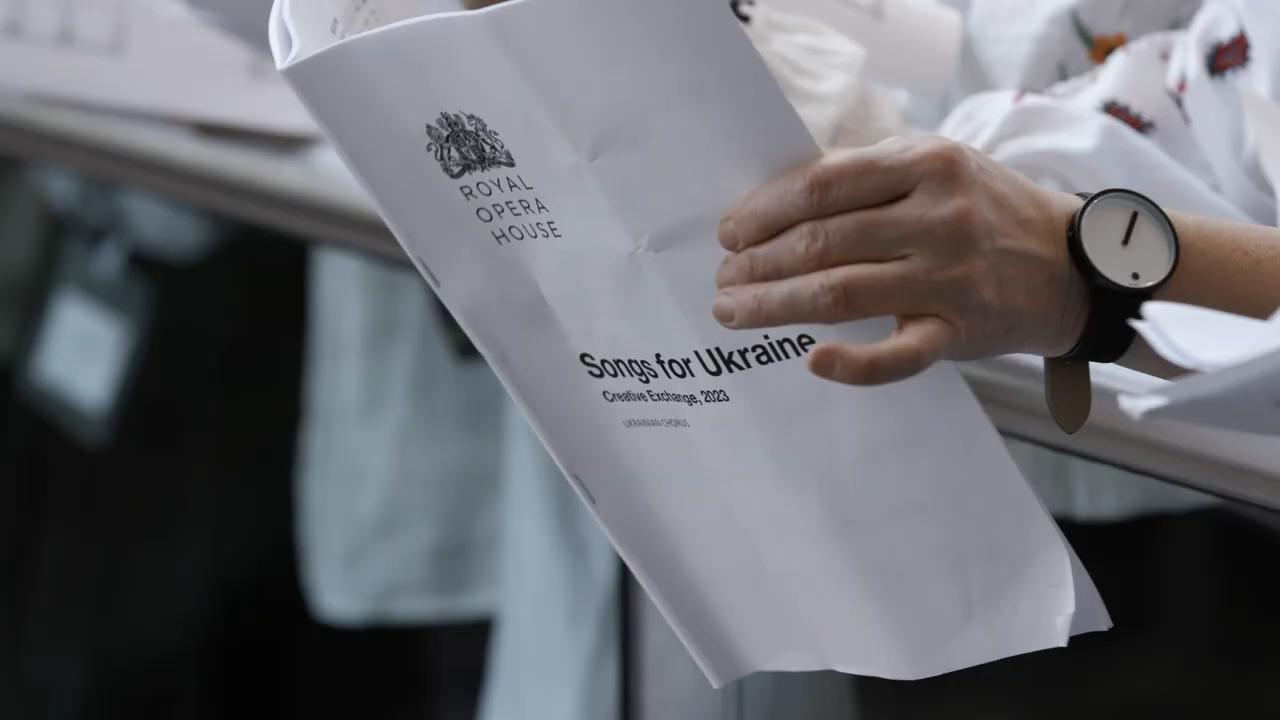 ROYAL
OPERA
HOUSE
Songs for Ukraine
Creative Exchange, 2023
UKRAINIAN CHORUS